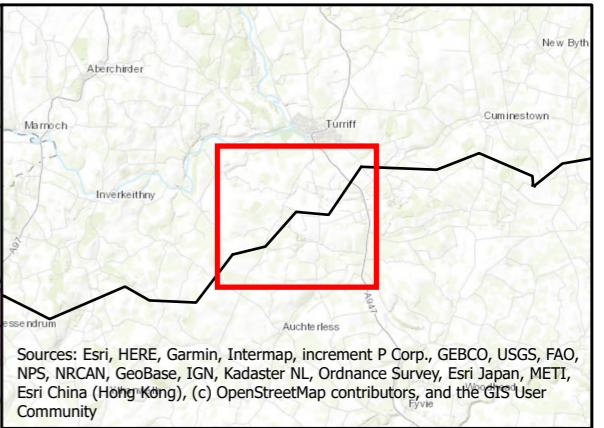 New Byth
Aberchirder
Cuminestown
Turriff
Marnoch
Inverkeithny
A97
A947
essendrum
Auchterless
Sources: Esri, HERE, Garmin, Intermap, increment P Corp., GEBCO, USGS, FAO,
NPS, NRCAN, GeoBase, IGN, Kadaster NL, Ordnance Survey, Esri Japan, METI,
Esri China (Hong Kong), (c) OpenStreetMap contributors, and the GIS User
Community
Woodhead
Fyvie